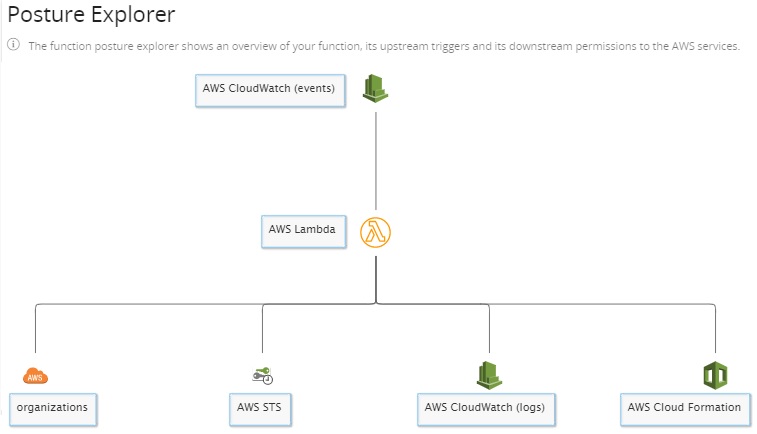 Posture Explorer
The function posture explorer shows an overview of your function, its upstream triggers and its downstream permissions to the AWS services.
AWS CloudWatch (events)
AWS Lambda
AWS
organizations
AWS STS
AWS CloudWatch (logs)
AWS Cloud Formation